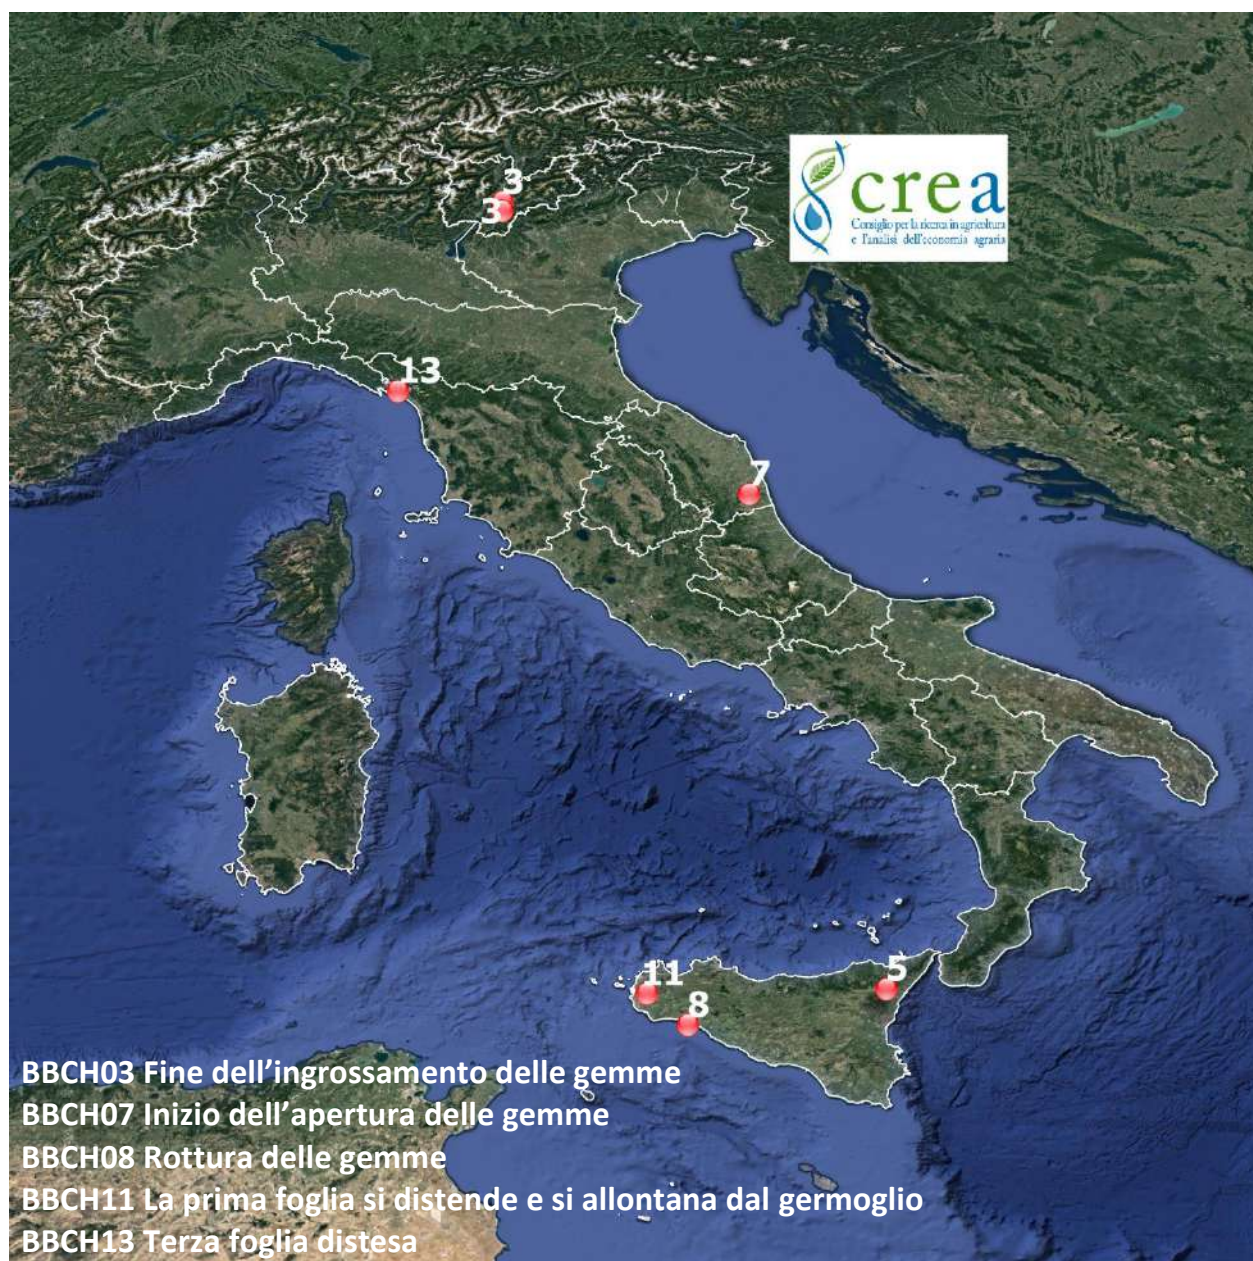 3
3
crea
Consiglio per la ricerca in agricoltura
e l'analisi dell'economia agraria
13
7
5
11
8
BBCH03 Fine dell’ingrossamento delle gemme
BBCH07 Inizio dell’apertura delle gemme
BBCH08 Rottura delle gemme
BBCH11 La prima foglia si distende e si allontana dal germoglio
BBCH13 Terza foglia distesa